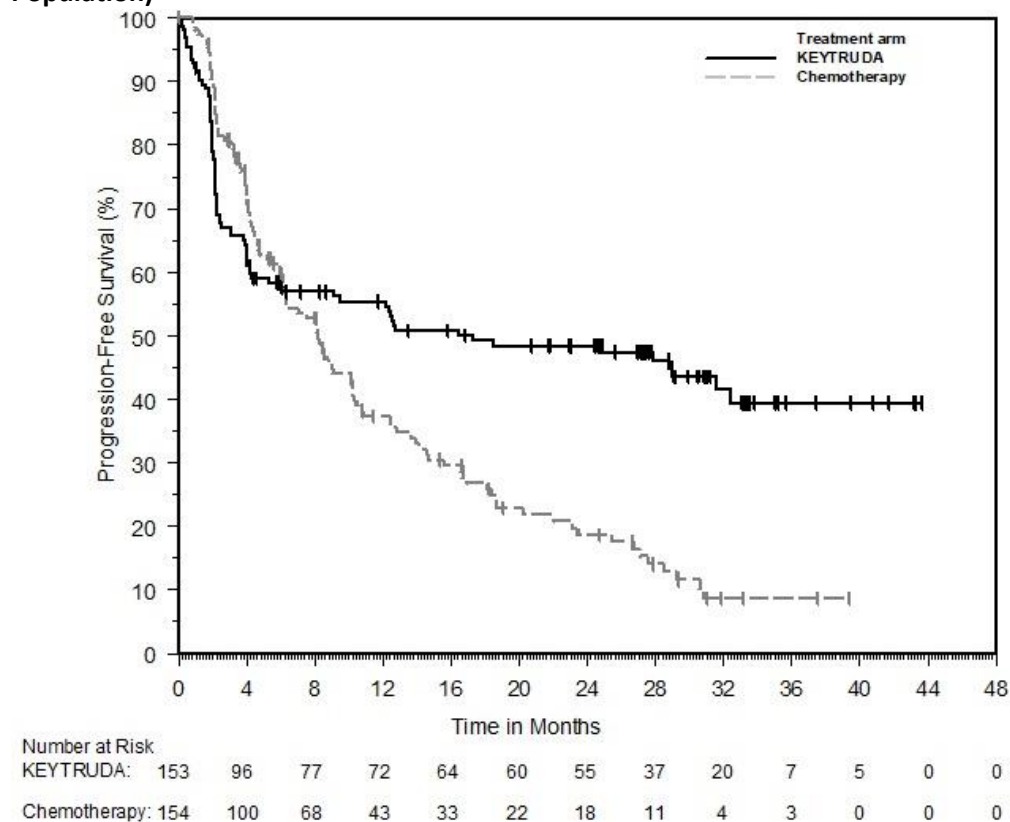 Population)
Treatment arm
KEYTRUDA
Chemotherapy
Progression-Free Survival (%)
100
90
80
70
60
50
40
30
20
10
0
0 4 8 12 16 20 24 28 32 36 40 44 48
Time in Months
Number at Risk
KEYTRUDA: 153 96 77 72 64 60 55 37 20 7 5 0 0
Chemotherapy: 154 100 68 43 33 22 18 11 4 3 0 0 0